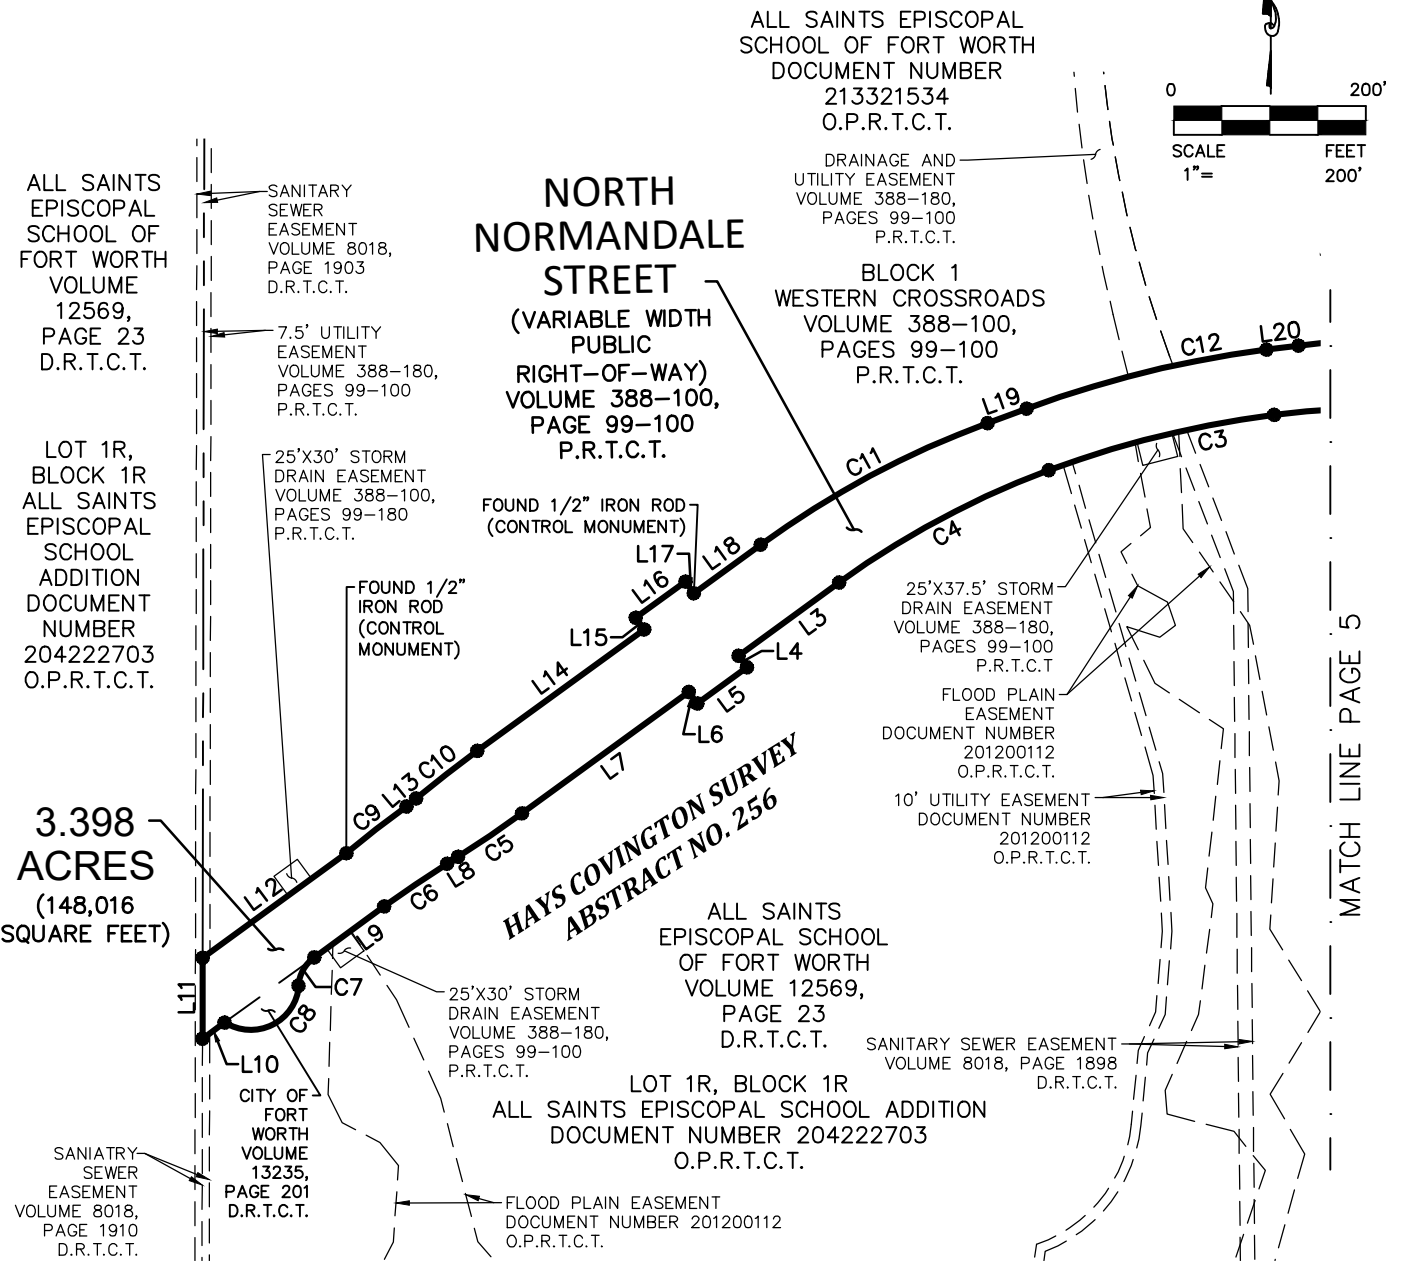 ALL SAINTS EPISCOPAL
SCHOOL OF FORT WORTH
DOCUMENT NUMBER
213321534
O.P.R.T.C.T.
0 200'
SCALE FEET
1"= 200'
DRAINAGE AND
UTILITY EASEMENT
VOLUME 388-180,
PAGES 99-100
P.R.T.C.T.
ALL SAINTS
EPISCOPAL
SCHOOL OF
FORT WORTH
VOLUME
12569,
PAGE 23
D.R.T.C.T.
SANITARY
SEWER
EASEMENT
VOLUME 8018,
PAGE 1903
D.R.T.C.T.
NORTH
NORMANDALE
STREET
(VARIABLE WIDTH
PUBLIC
RIGHT-OF-WAY)
VOLUME 388-100,
PAGE 99-100
P.R.T.C.T.
BLOCK 1
WESTERN CROSSROADS
VOLUME 388-100,
PAGES 99-100
P.R.T.C.T.
7.5' UTILITY
EASEMENT
VOLUME 388-180,
PAGES 99-100
P.R.T.C.T.
C12
L20
L19
C3
C11
C4
LOT 1R,
BLOCK 1R
ALL SAINTS
EPISCOPAL
SCHOOL
ADDITION
DOCUMENT
NUMBER
204222703
O.P.R.T.C.T.
25'X30' STORM
DRAIN EASEMENT
VOLUME 388-100,
PAGES 99-180
P.R.T.C.T.
FOUND 1/2" IRON ROD
(CONTROL MONUMENT)
L17
L18
L16
L15
FOUND 1/2"
IRON ROD
(CONTROL
MONUMENT)
L14
L3
L4
L5
L6
L7
25'X37.5' STORM
DRAIN EASEMENT
VOLUME 388-180,
PAGES 99-100
P.R.T.C.T
FLOOD PLAIN
EASEMENT
DOCUMENT NUMBER
201200112
O.P.R.T.C.T.
10' UTILITY EASEMENT
DOCUMENT NUMBER
201200112
O.P.R.T.C.T.
MATCH LINE PAGE 5
C10
L13
C9
C5
L8
C6
L12
L9
HAYS COVINGTON SURVEY
ABSTRACT NO. 256
3.398
ACRES
(148,016
SQUARE FEET)
L11
C7
C8
L10
ALL SAINTS
EPISCOPAL SCHOOL
OF FORT WORTH
VOLUME 12569,
PAGE 23
D.R.T.C.T.
25'X30' STORM
DRAIN EASEMENT
VOLUME 388-180,
PAGES 99-100
P.R.T.C.T.
SANITARY SEWER EASEMENT
VOLUME 8018, PAGE 1898
D.R.T.C.T.
LOT 1R, BLOCK 1R
ALL SAINTS EPISCOPAL SCHOOL ADDITION
DOCUMENT NUMBER 204222703
O.P.R.T.C.T.
CITY OF
FORT
WORTH
VOLUME
13235,
PAGE 201
D.R.T.C.T.
SANIATRY
SEWER
EASEMENT
VOLUME 8018,
PAGE 1910
D.R.T.C.T.
FLOOD PLAIN EASEMENT
DOCUMENT NUMBER 201200112
O.P.R.T.C.T.